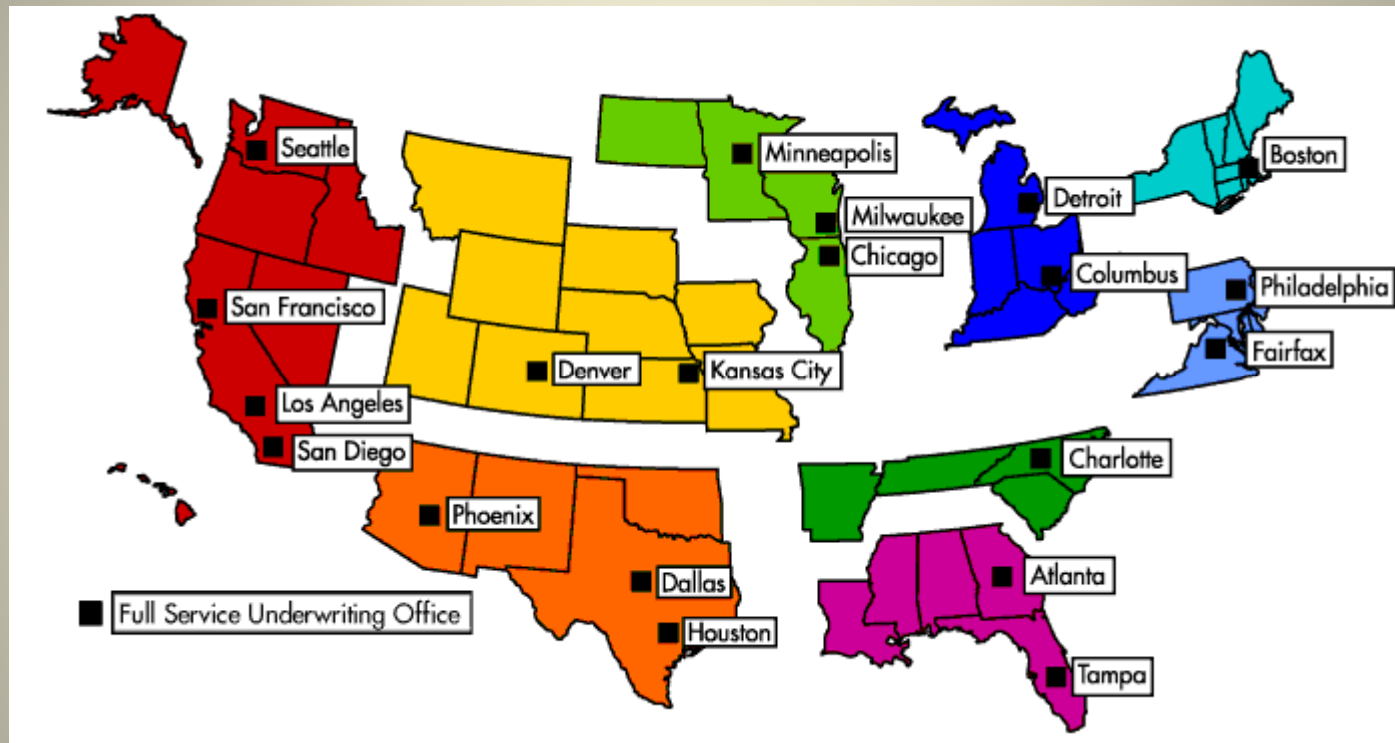 Seattle
Minneapolis
Boston
Detroit
Milwaukee
Chicago
Columbus
Philadelphia
San Francisco
Fairfax
Denver
Kansas City
Los Angeles
San Diego
Charlotte
Phoenix
Dallas
Atlanta
Full Service Underwriting Office
Houston
Tampa